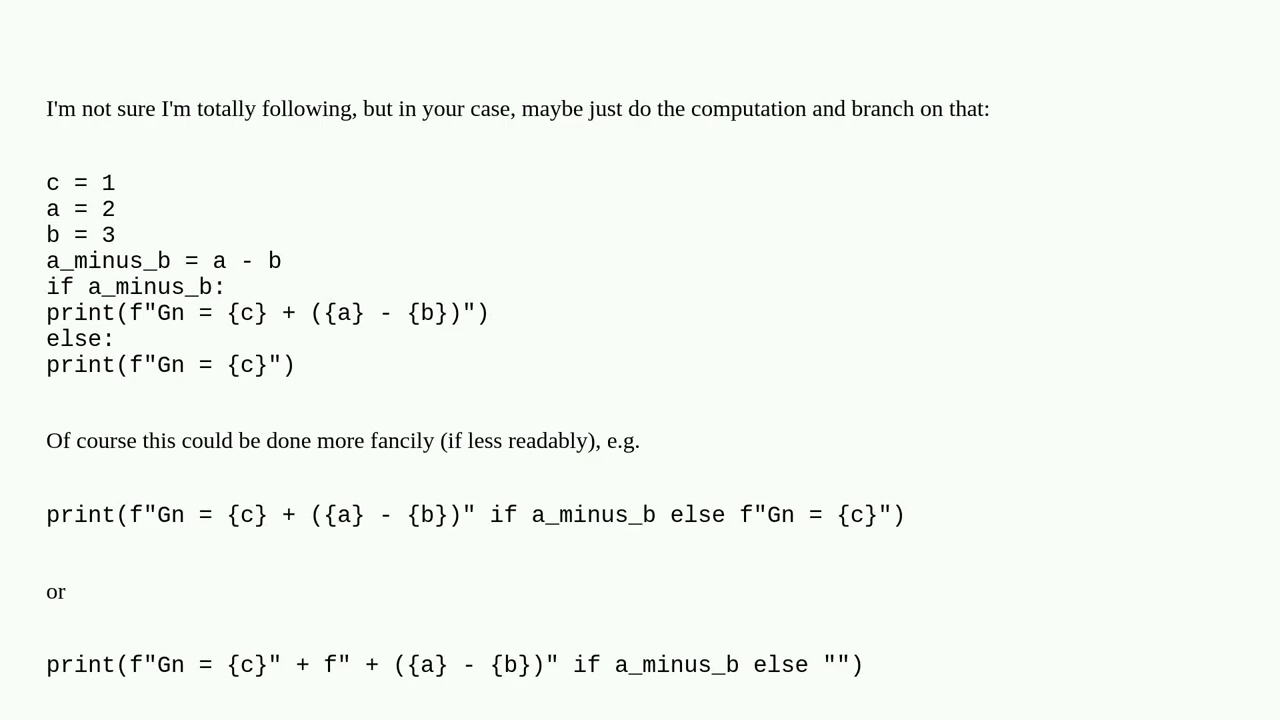 I'm not sure I'm totally following, but in your case, maybe just do the computation and branch on that:
c = 1
a = 2
b = 3
a_minus_b = a - b
if a_minus_b:
print(f"Gn = {c} + ({a} - {b})")
else:
print(f"Gn = {c}")
Of course this could be done more fancily (if less readably), e.g.
print(f"Gn = {c} + ({a} - {b})" if a_minus_b else f"Gn = {c}")
or
print(f"Gn = {c}" + f" + ({a} - {b})" if a_minus_b else "")